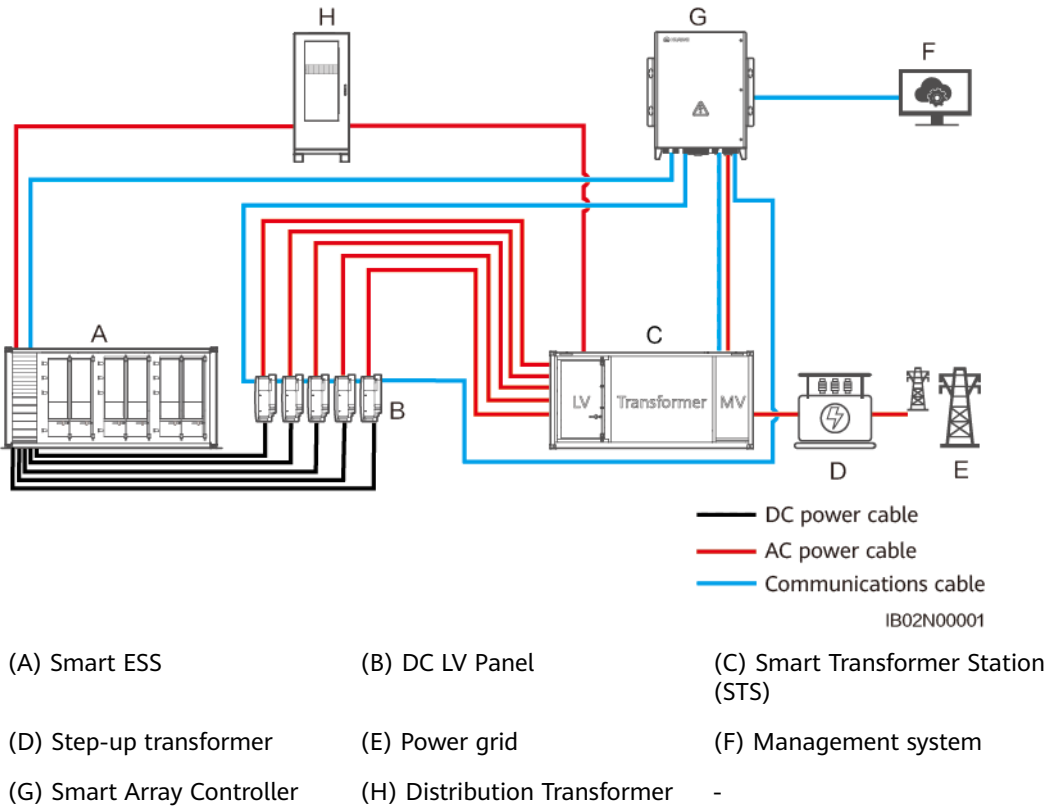 H
G
F
A
C
B
LV
Transformer
MV
D
E
DC power cable
AC power cable
Communications cable
IB02N00001
(A) Smart ESS
(B) DC LV Panel
(C) Smart Transformer Station
(STS)
(D) Step-up transformer
(E) Power grid
(F) Management system
(G) Smart Array Controller
(H) Distribution Transformer
-